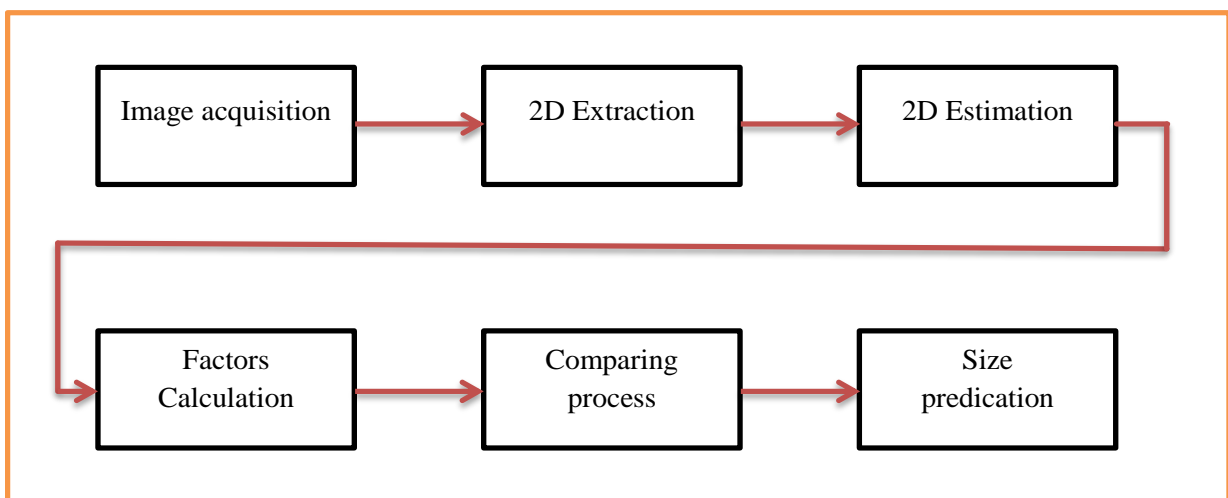 Image acquisition
2D Extraction
2D Estimation
Factors
Calculation
Comparing
process
Size
predication